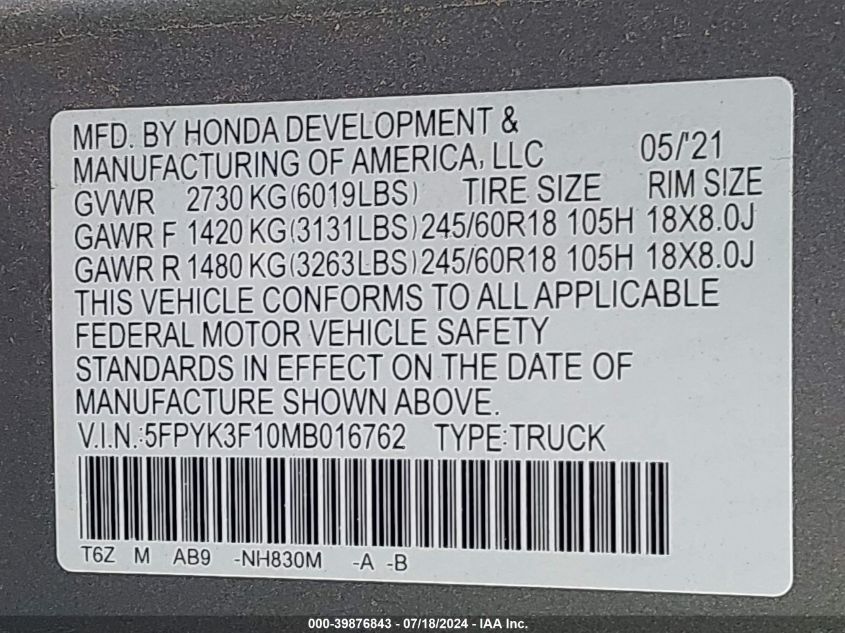 MFD. BY HONDA DEVELOPMENT &
MANUFACTURING OF AMERICA, LLC 05/'21
GVWR 2730 KG(6019LBS) TIRE SIZE RIM SIZE
GAWR F 1420 KG(3131LBS) 245/60R18 105H 18X8.0J
GAWR R 1480 KG(3263LBS) 245/60R18 105H 18X8.0J
THIS VEHICLE CONFORMS TO ALL APPLICABLE
FEDERAL MOTOR VEHICLE SAFETY
STANDARDS IN EFFECT ON THE DATE OF
MANUFACTURE SHOWN ABOVE.
V.I.N.:5FPYK3F10MB016762 TYPE:TRUCK
T6Z M AB9 -NH830M -A -B
000-39876843 - 07/18/2024 - IAA Inc.